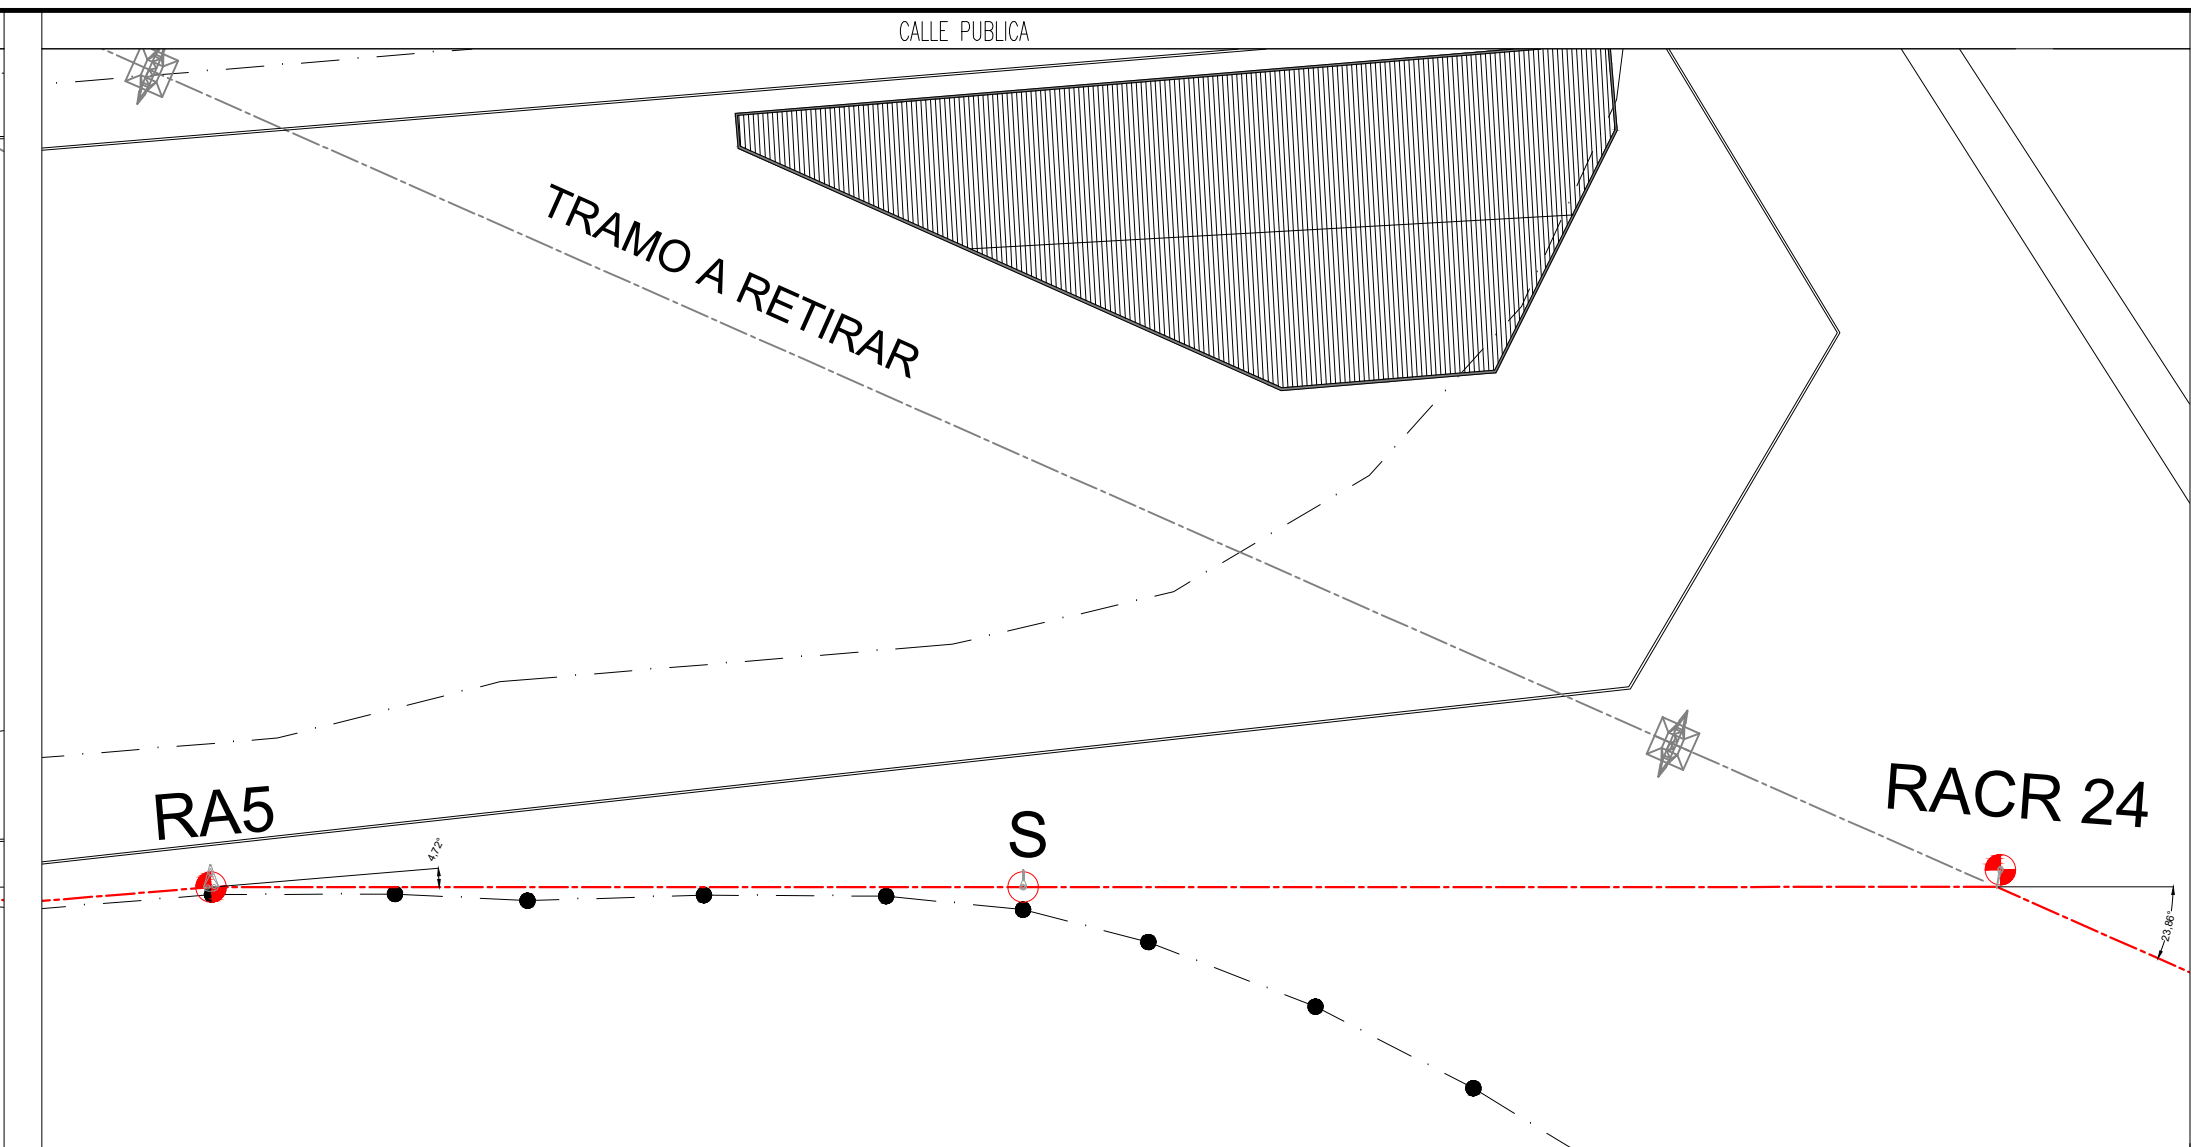 CALLE PUBLICA
TRAMO A RETIRAR
RA5
S
RACR 24
4,72°
23,86°